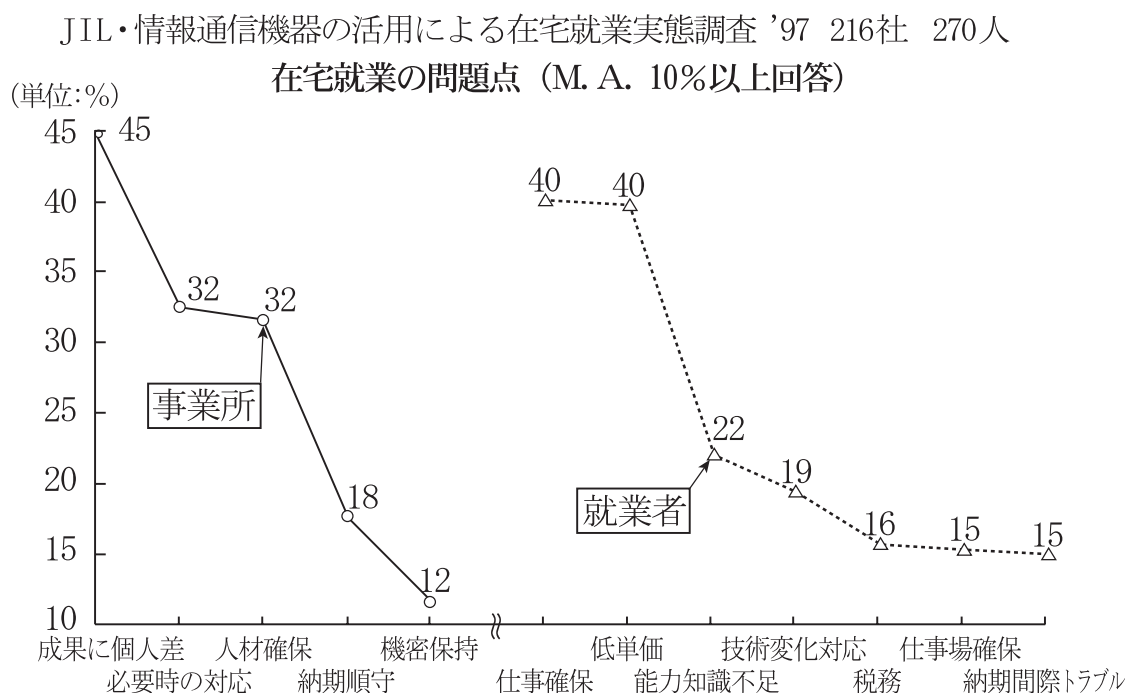 JIL・情報通信機器の活用による在宅就業実態調査 ’97 216社 270人
在宅就業の問題点（M. A. 10％以上回答）
（単位:％）
45
45
40
35
30
25
20
15
10
32
32
18
12
事業所
40
40
22
19
16
15
15
就業者
成果に個人差
必要時の対応
人材確保
納期順守
機密保持
仕事確保
低単価
能力知識不足
技術変化対応
税務
仕事場確保
納期間際トラブル